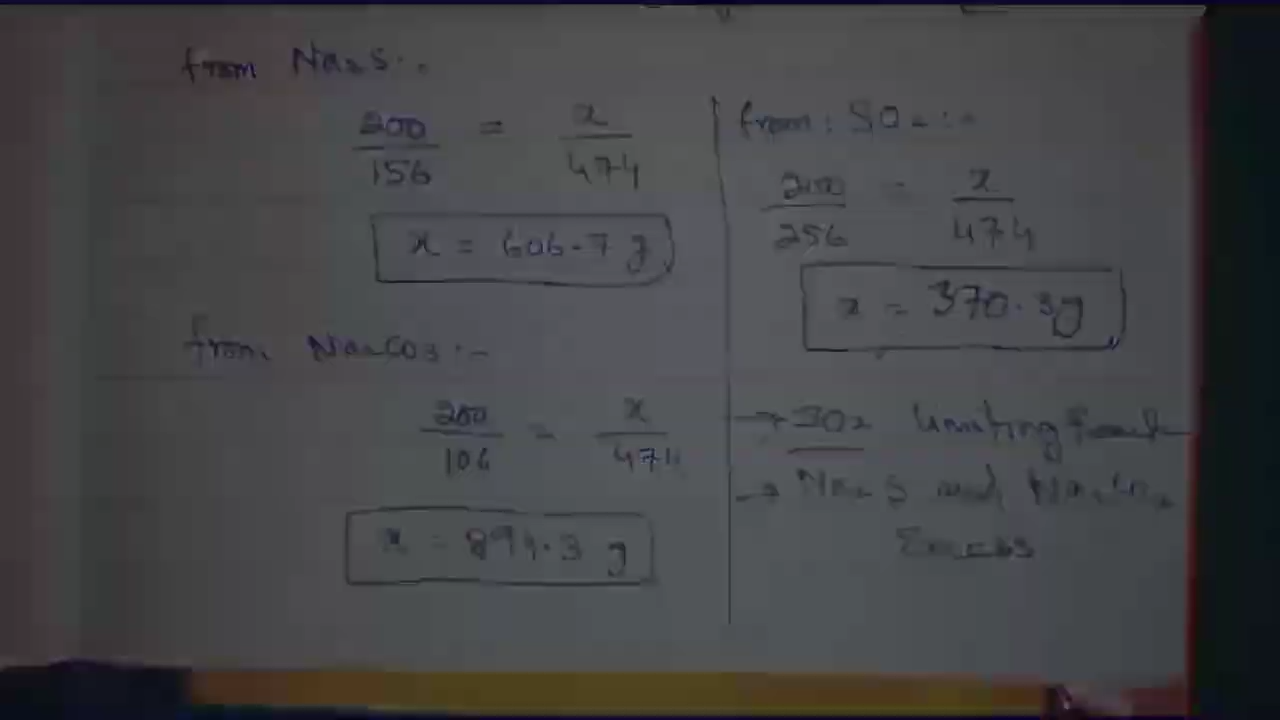 from Na2S :-
200 = x
156 474
x = 606.7 g
from Na2CO3 :-
200 = x
106 474
x = 894.3 g
from : SO2 :-
200 = x
256 474
x = 370.3g
→ SO2 limiting
→ Na2S and Na2CO3
Excess